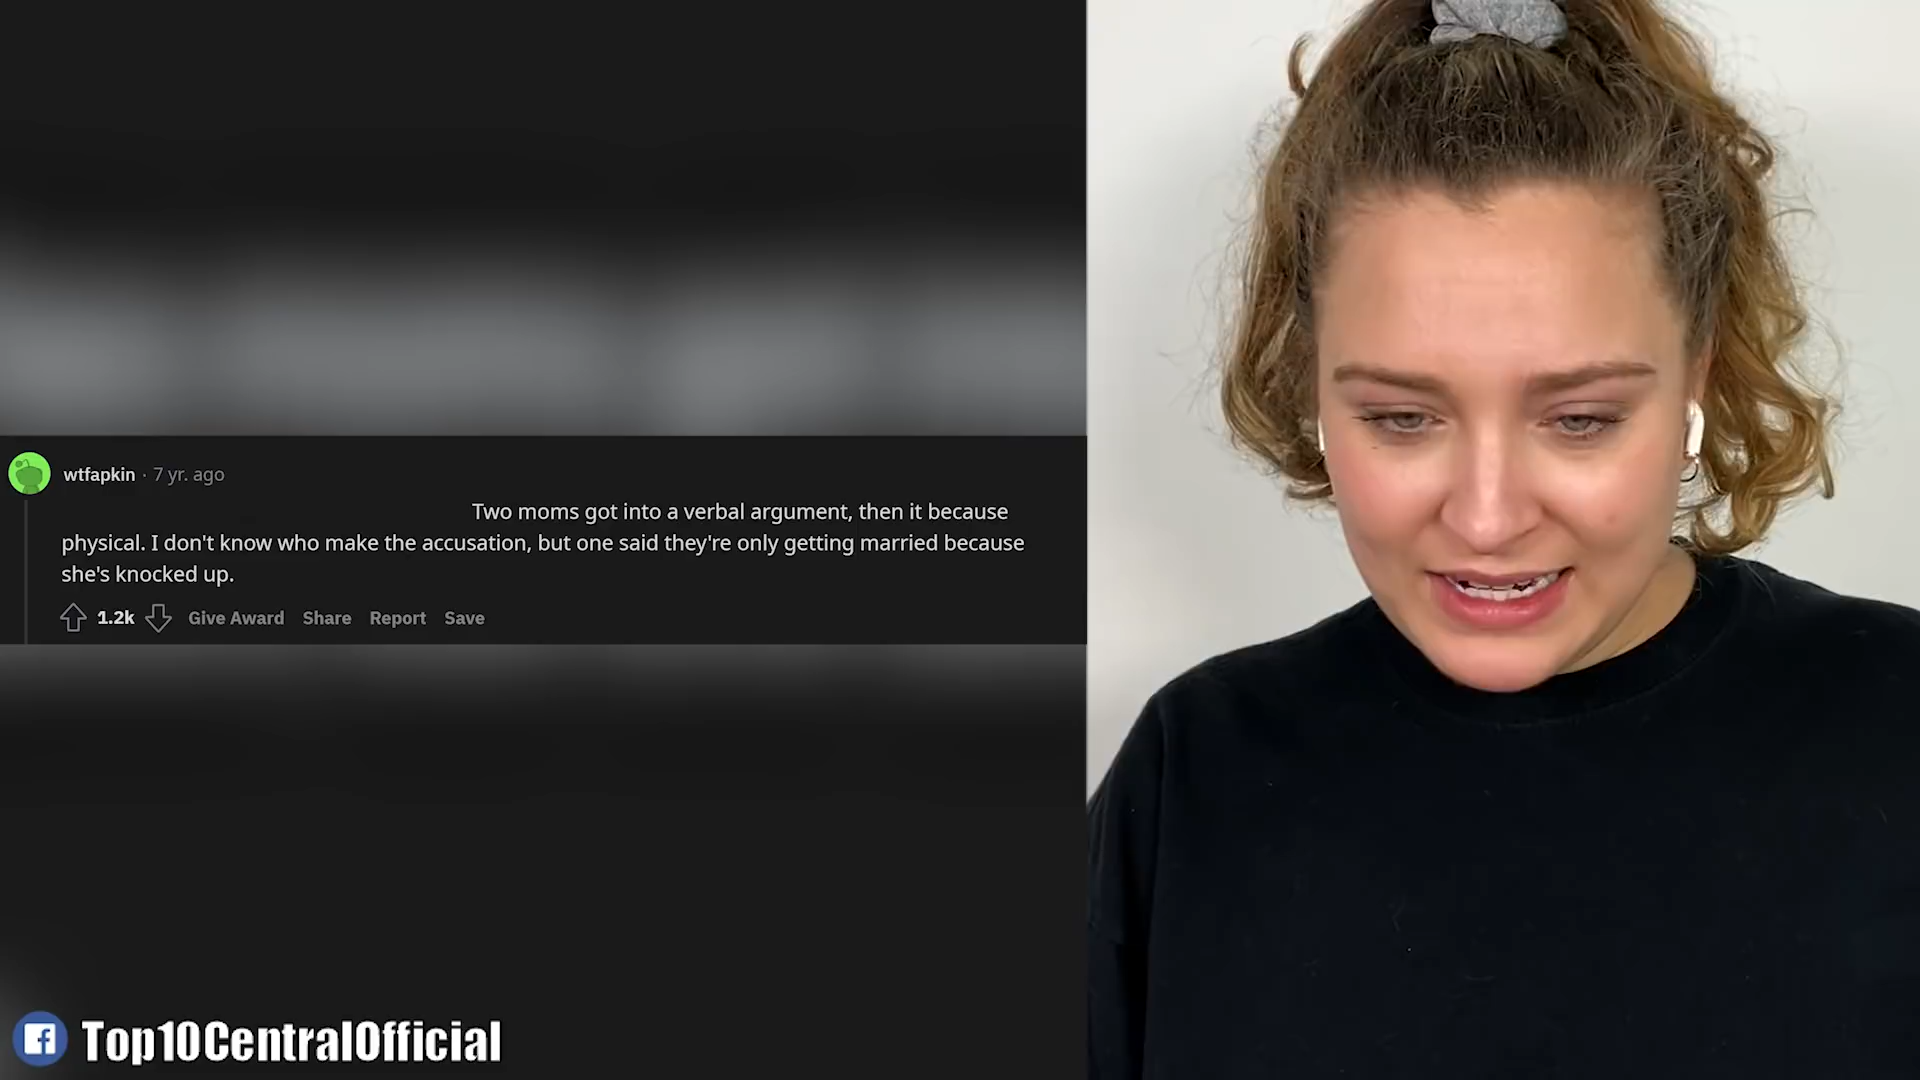 wtfapkin · 7 yr. ago
Two moms got into a verbal argument, then it because
physical. I don't know who make the accusation, but one said they're only getting married because
she's knocked up.
1.2k Give Award Share Report Save
Top10CentralOfficial